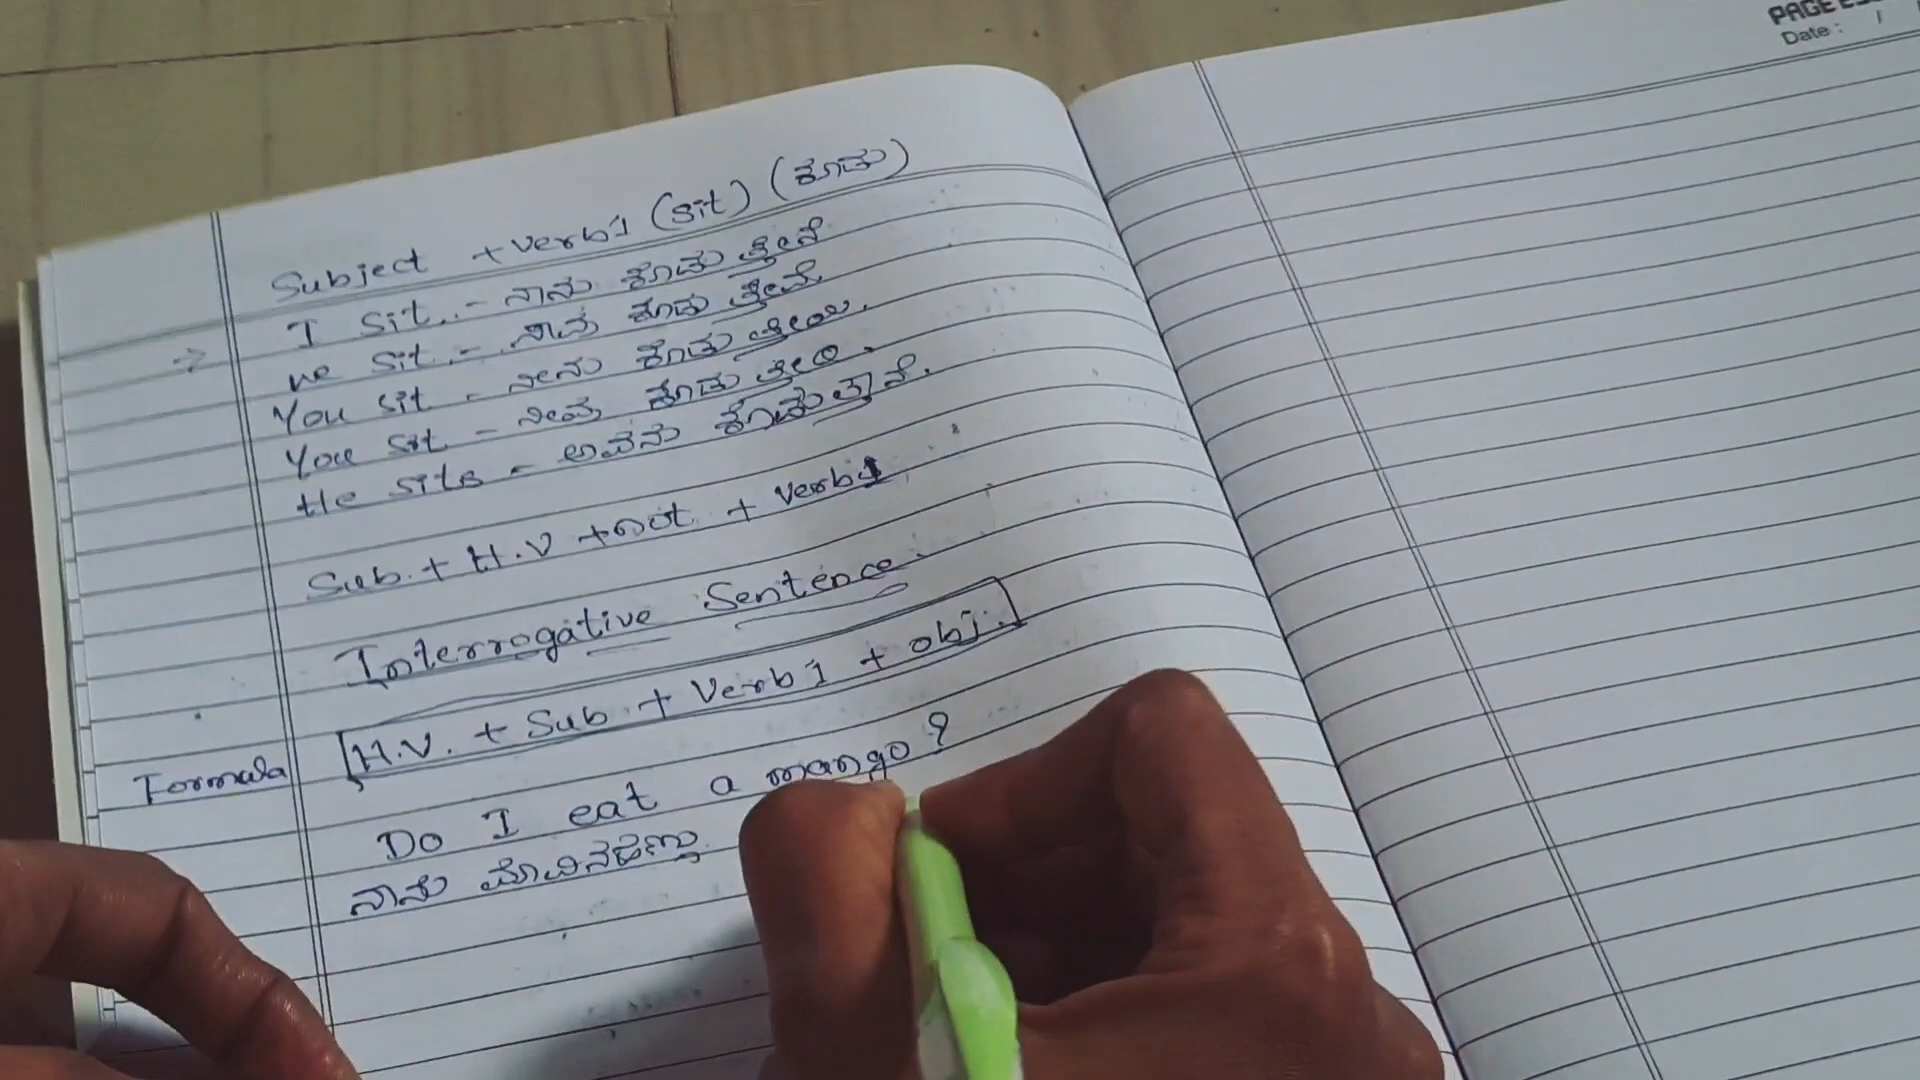 PAGE
Date : / /
Subject + verb1 (sit) (ಕೂಡು)
I sit. - ನಾನು ಕೂಡುತ್ತೇನೆ
we sit. - ನಾವು ಕೂಡುತ್ತೇವೆ
You sit - ನೀನು ಕೂಡುತ್ತೀಯ.
You sit. - ನೀವು ಕೂಡುತ್ತೀರಿ.
He sits - ಅವನು ಕೂಡುತ್ತಾನೆ.
Sub. + H.V + not + verb1
Interrogative Sentence.
Formula [H.V. + Sub + Verb1 + obj.]
Do I eat a mango?
ನಾನು ಮಾವಿನಹಣ್ಣು